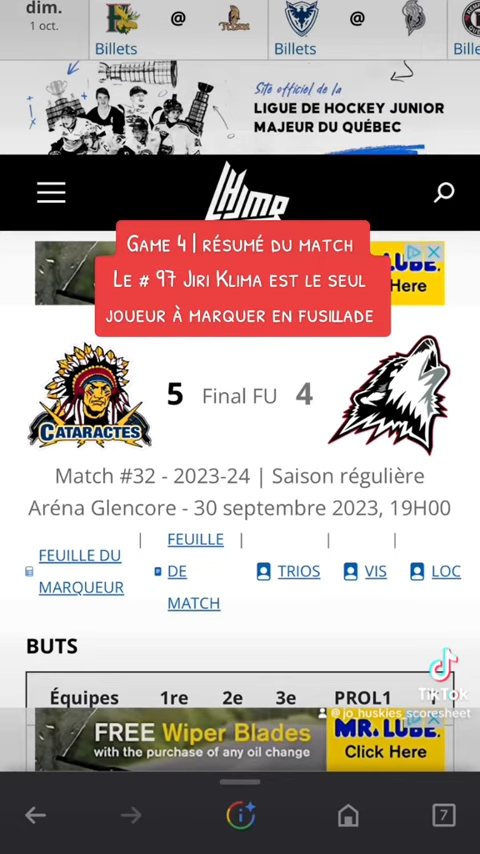 dim.
1 oct.
@
@
Billets
Billets
Bille
Site officiel de la
LIGUE DE HOCKEY JUNIOR
MAJEUR DU QUÉBEC
LHJMQ
GAME 4 | RÉSUMÉ DU MATCH
LE # 97 JIRI KLIMA EST LE SEUL
JOUEUR À MARQUER EN FUSILLADE
LUBE.
Here
CATARACTES
5 Final FU 4
Match #32 - 2023-24 | Saison régulière
Aréna Glencore - 30 septembre 2023, 19H00
FEUILLE DU MARQUEUR | FEUILLE DE MATCH | TRIOS | VIS | LOC
BUTS
Équipes 1re 2e 3e PROL1 T
TikTok
@jo_huskies_scoresheet
FREE Wiper Blades
with the purchase of any oil change
MR. LUBE.
Click Here
7